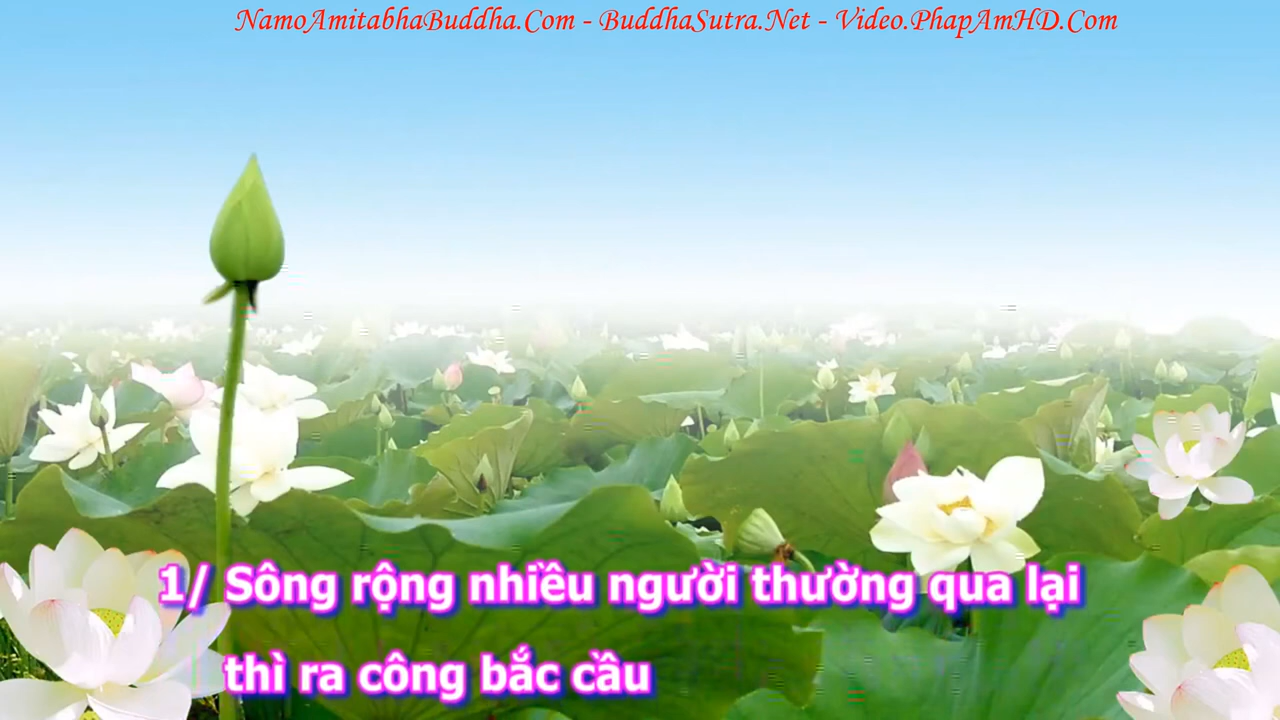 NamoAmitabhaBuddha.Com - BuddhaSutra.Net - Video.PhapAmHD.Com
1/ Sông rộng nhiều người thường qua lại
thì ra công bắc cầu